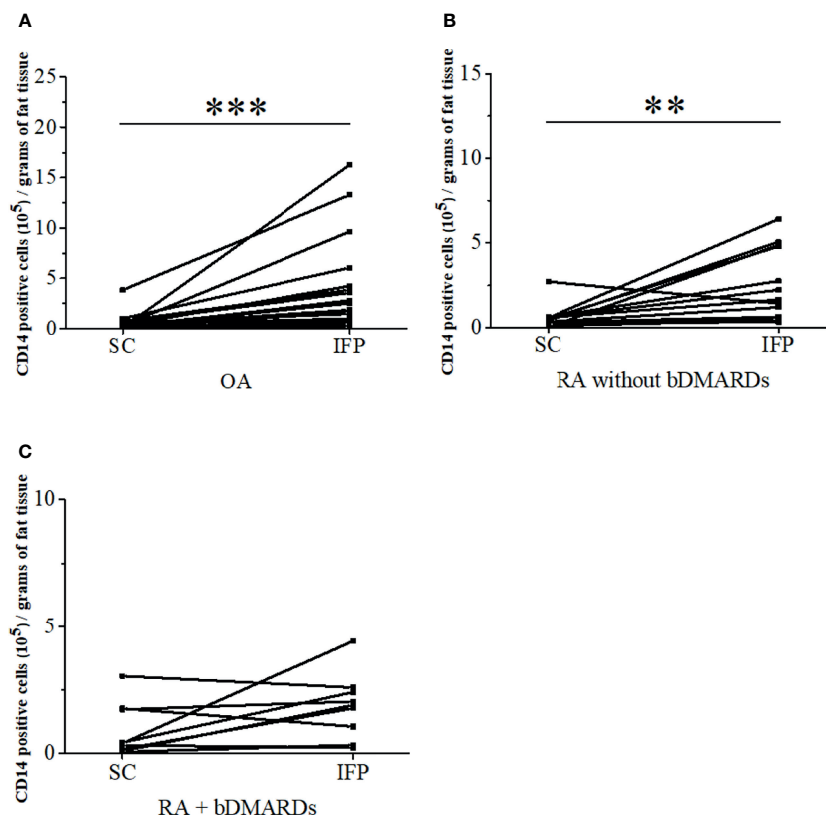 A
CD14 positive cells (10⁵) / grams of fat tissue
25
20
15
10
5
0
***
SC
IFP
OA
B
CD14 positive cells (10⁵) / grams of fat tissue
15
10
5
0
**
SC
IFP
RA without bDMARDs
C
CD14 positive cells (10⁵) / grams of fat tissue
10
5
0
SC
IFP
RA + bDMARDs